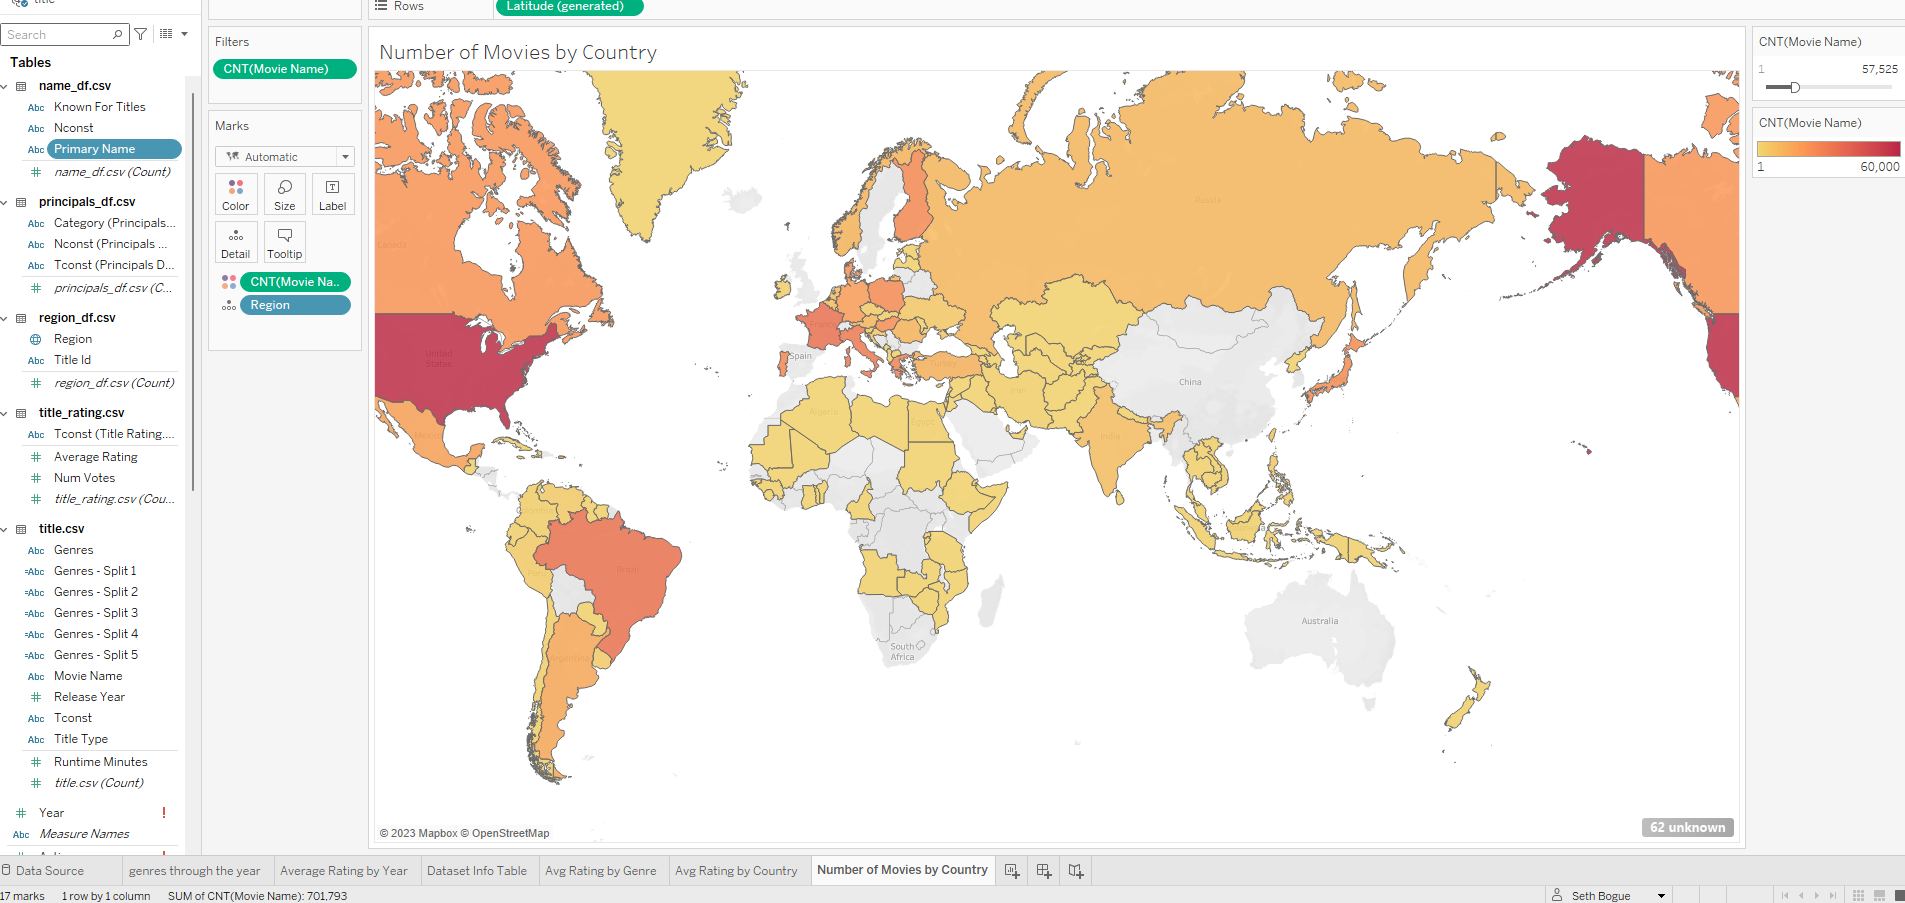 title
Rows
Latitude (generated)
Search
Tables
name_df.csv
Abc Known For Titles
Abc Nconst
Abc Primary Name
# name_df.csv (Count)
principals_df.csv
Abc Category (Principals...
Abc Nconst (Principals ...
Abc Tconst (Principals D...
# principals_df.csv (C...
region_df.csv
Region
Abc Title Id
# region_df.csv (Count)
title_rating.csv
Abc Tconst (Title Rating....
# Average Rating
# Num Votes
# title_rating.csv (Cou...
title.csv
Abc Genres
=Abc Genres - Split 1
=Abc Genres - Split 2
=Abc Genres - Split 3
=Abc Genres - Split 4
=Abc Genres - Split 5
Abc Movie Name
# Release Year
Abc Tconst
Abc Title Type
# Runtime Minutes
# title.csv (Count)
# Year !
Abc Measure Names
Filters
CNT(Movie Name)
Marks
Automatic
Color Size Label
Detail Tooltip
CNT(Movie Na..
Region
Number of Movies by Country
Canada
United
States
Mexico
Brazil
Argentina
France
Spain
Turkey
Algeria
Egypt
Iran
India
Russia
China
South
Africa
Australia
© 2023 Mapbox © OpenStreetMap
62 unknown
CNT(Movie Name)
1 57,525
CNT(Movie Name)
1 60,000
Data Source
genres through the year
Average Rating by Year
Dataset Info Table
Avg Rating by Genre
Avg Rating by Country
Number of Movies by Country
17 marks
1 row by 1 column
SUM of CNT(Movie Name): 701,793
Seth Bogue